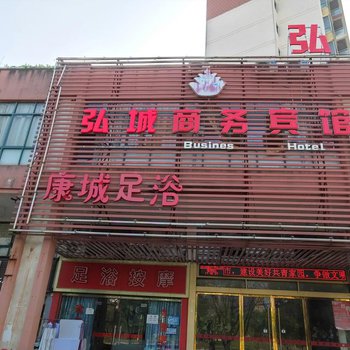 弘
弘城商务宾馆
Busines Hotel
康城足浴
足浴按摩
市，建设美好共青家园，争做文明